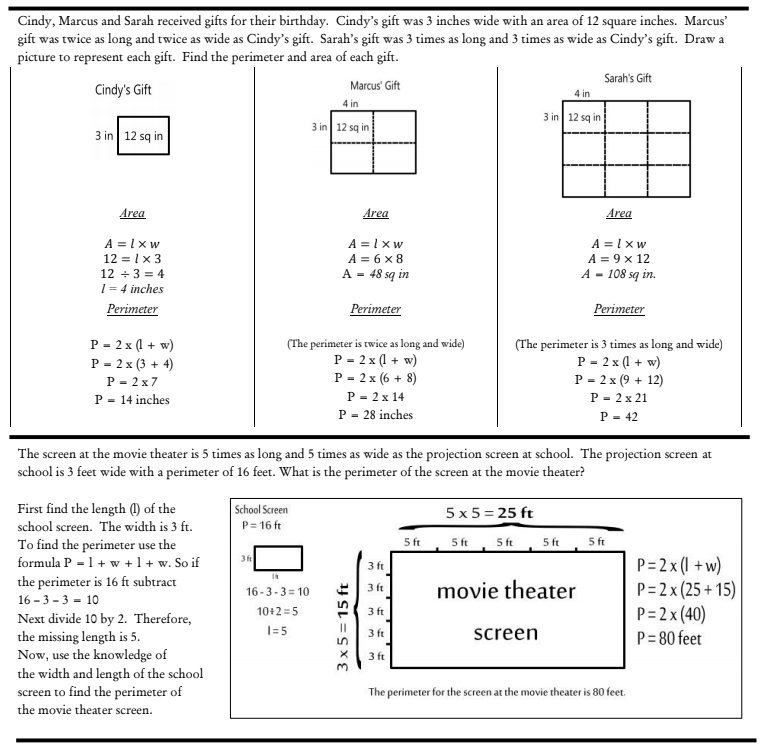 Cindy, Marcus and Sarah received gifts for their birthday. Cindy's gift was 3 inches wide with an area of 12 square inches. Marcus'
gift was twice as long and twice as wide as Cindy's gift. Sarah's gift was 3 times as long and 3 times as wide as Cindy's gift. Draw a
picture to represent each gift. Find the perimeter and area of each gift.
Cindy's Gift
3 in 12 sq in
Area
A = l × w
12 = l × 3
12 ÷ 3 = 4
l = 4 inches
Perimeter
P = 2 x (l + w)
P = 2 x (3 + 4)
P = 2 x 7
P = 14 inches
Marcus' Gift
4 in
3 in 12 sq in
Area
A = l × w
A = 6 × 8
A = 48 sq in
Perimeter
(The perimeter is twice as long and wide)
P = 2 x (l + w)
P = 2 x (6 + 8)
P = 2 x 14
P = 28 inches
Sarah's Gift
4 in
3 in 12 sq in
Area
A = l × w
A = 9 × 12
A = 108 sq in.
Perimeter
(The perimeter is 3 times as long and wide)
P = 2 x (l + w)
P = 2 x (9 + 12)
P = 2 x 21
P = 42
The screen at the movie theater is 5 times as long and 5 times as wide as the projection screen at school. The projection screen at
school is 3 feet wide with a perimeter of 16 feet. What is the perimeter of the screen at the movie theater?
First find the length (l) of the
school screen. The width is 3 ft.
To find the perimeter use the
formula P = l + w + l + w. So if
the perimeter is 16 ft subtract
16 – 3 – 3 = 10
Next divide 10 by 2. Therefore,
the missing length is 5.
Now, use the knowledge of
the width and length of the school
screen to find the perimeter of
the movie theater screen.
School Screen
P = 16 ft
3 ft
16 - 3 - 3 = 10
10÷2 = 5
l = 5
5 x 5 = 25 ft
5 ft 5 ft 5 ft 5 ft 5 ft
3 x 5 = 15 ft
3 ft
3 ft
3 ft
3 ft
3 ft
movie theater
screen
P = 2 x (l + w)
P = 2 x (25 + 15)
P = 2 x (40)
P = 80 feet
The perimeter for the screen at the movie theater is 80 feet.